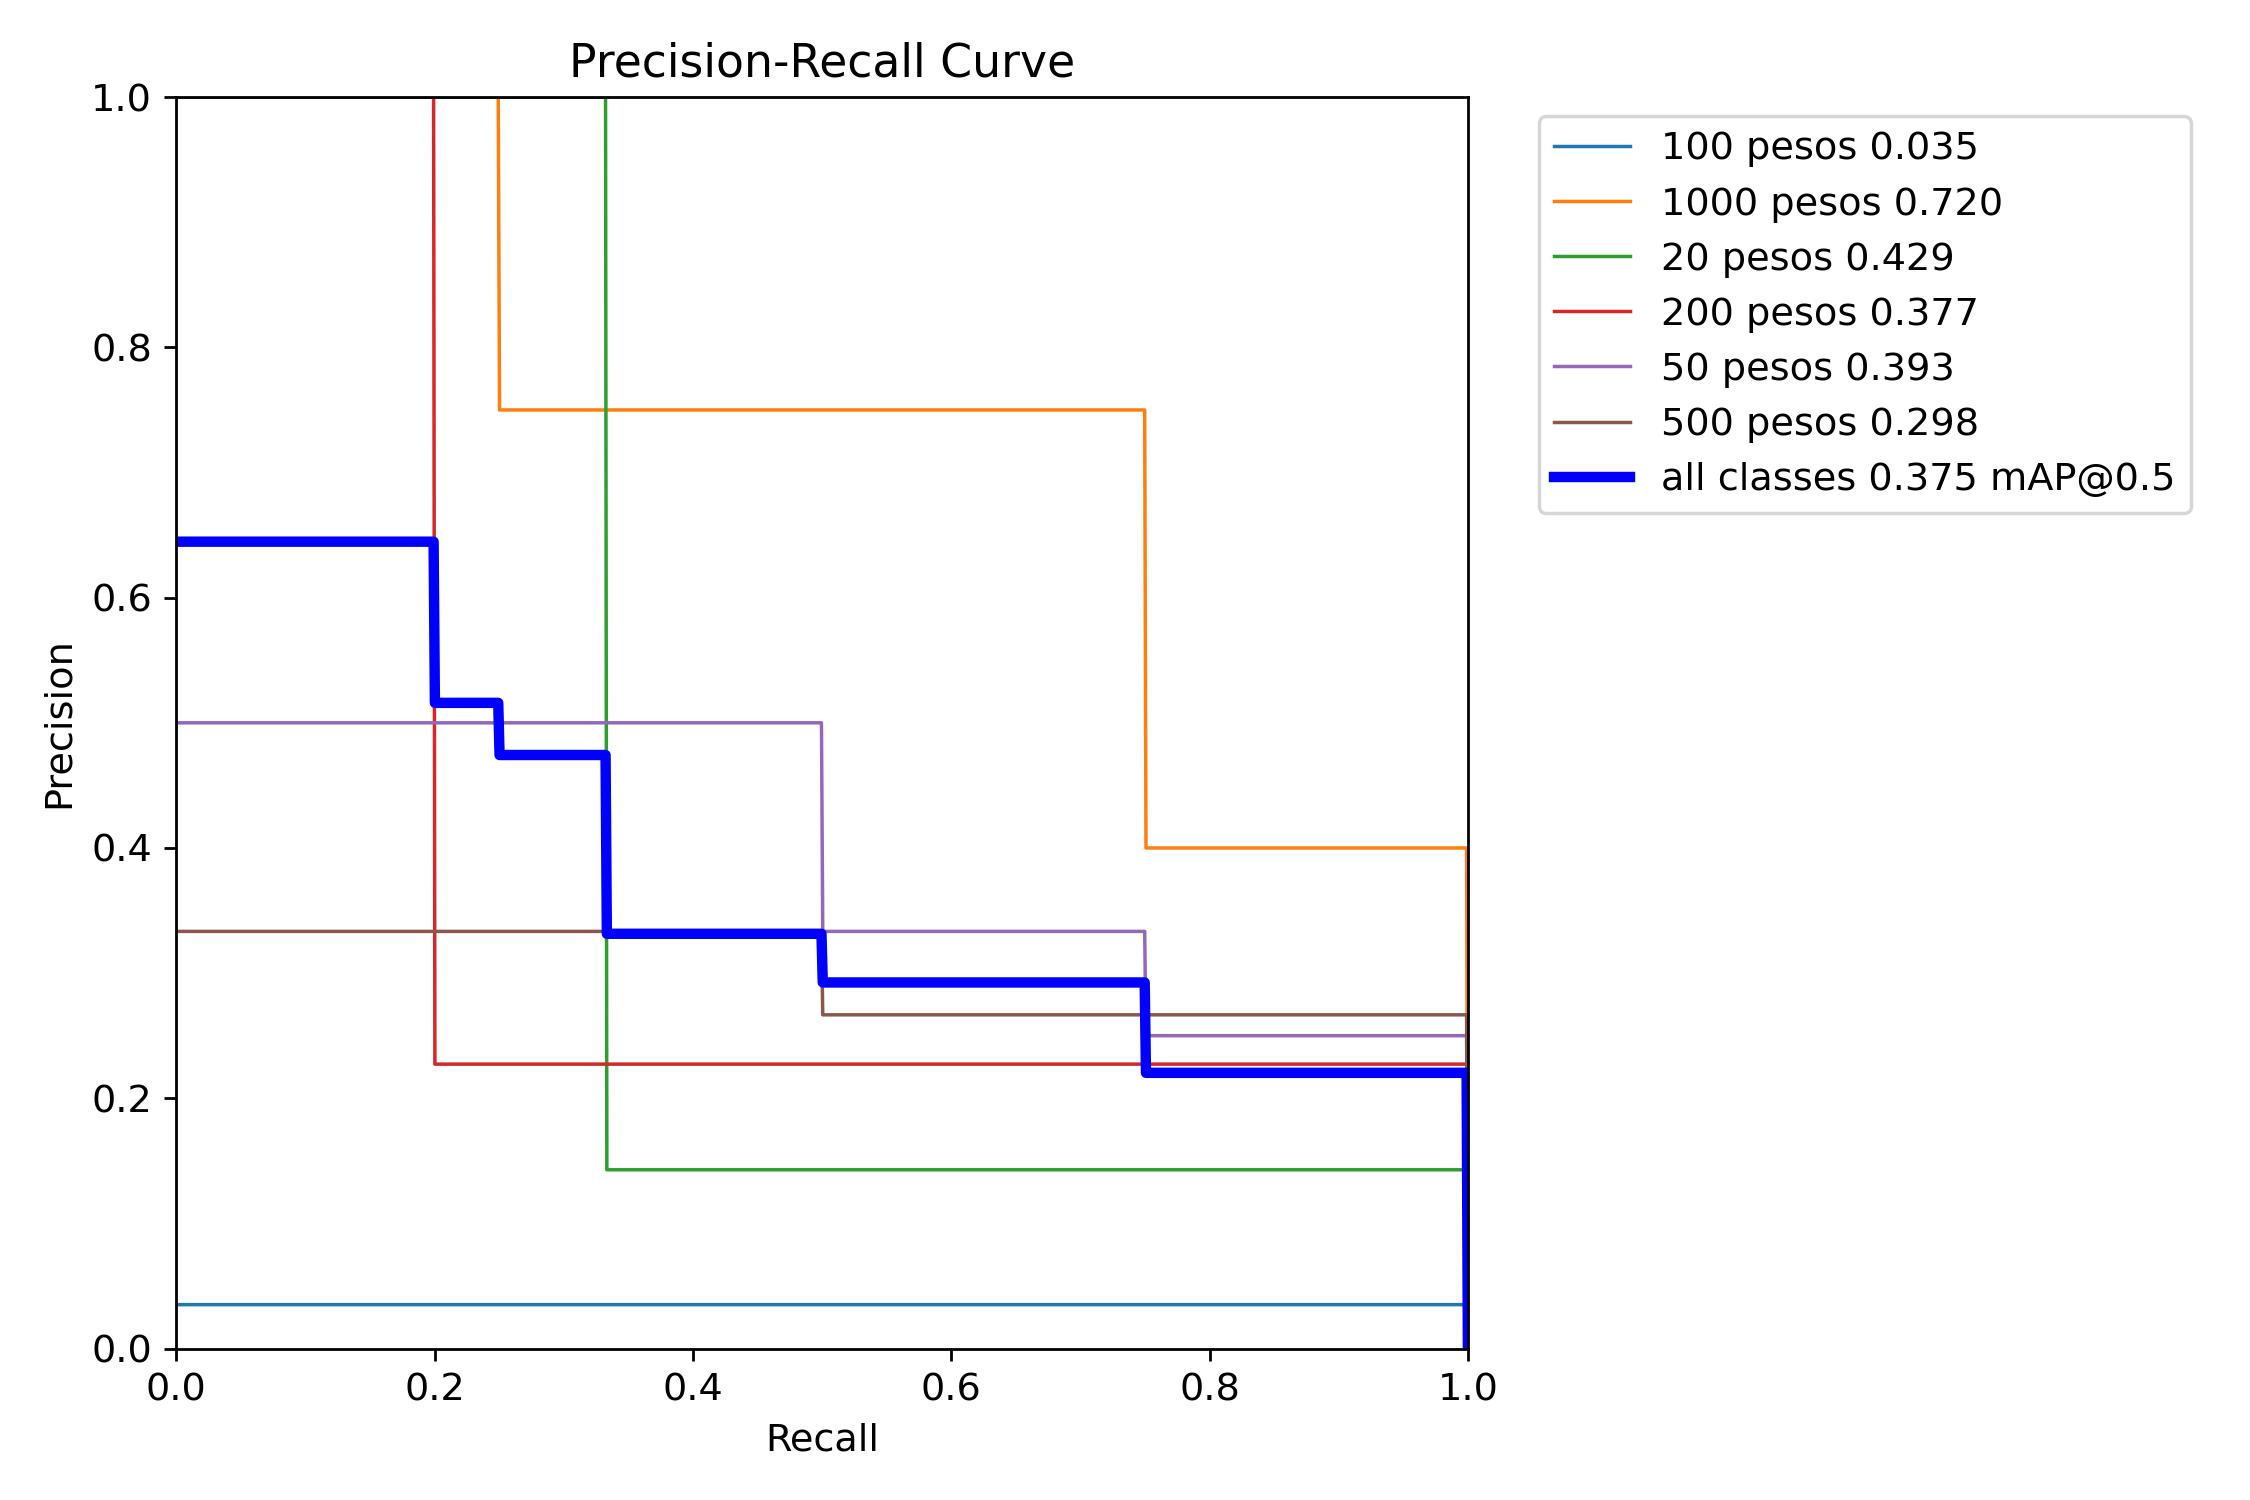 Precision-Recall Curve
1.0
0.8
0.6
0.4
0.2
0.0
Precision
0.0 0.2 0.4 0.6 0.8 1.0
Recall
100 pesos 0.035
1000 pesos 0.720
20 pesos 0.429
200 pesos 0.377
50 pesos 0.393
500 pesos 0.298
all classes 0.375 mAP@0.5